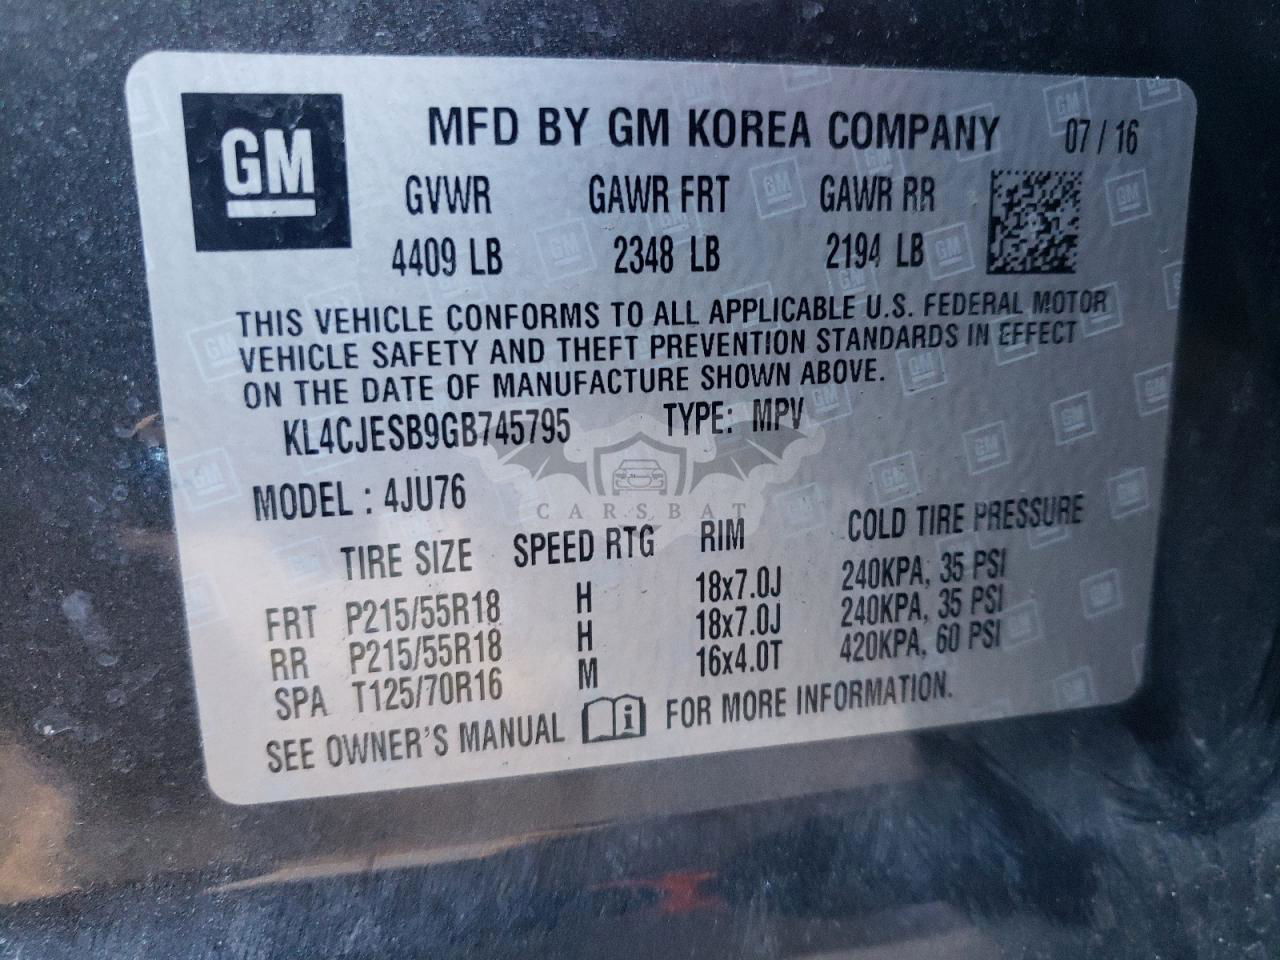 GM
MFD BY GM KOREA COMPANY 07 / 16
GVWR GAWR FRT GAWR RR
4409 LB 2348 LB 2194 LB
THIS VEHICLE CONFORMS TO ALL APPLICABLE U.S. FEDERAL MOTOR
VEHICLE SAFETY AND THEFT PREVENTION STANDARDS IN EFFECT
ON THE DATE OF MANUFACTURE SHOWN ABOVE.
KL4CJESB9GB745795 TYPE: MPV
CARSBAT
MODEL : 4JU76
TIRE SIZE SPEED RTG RIM COLD TIRE PRESSURE
FRT P215/55R18 H 18x7.0J 240KPA, 35 PSI
RR P215/55R18 H 18x7.0J 240KPA, 35 PSI
SPA T125/70R16 M 16x4.0T 420KPA, 60 PSI
SEE OWNER'S MANUAL i FOR MORE INFORMATION.